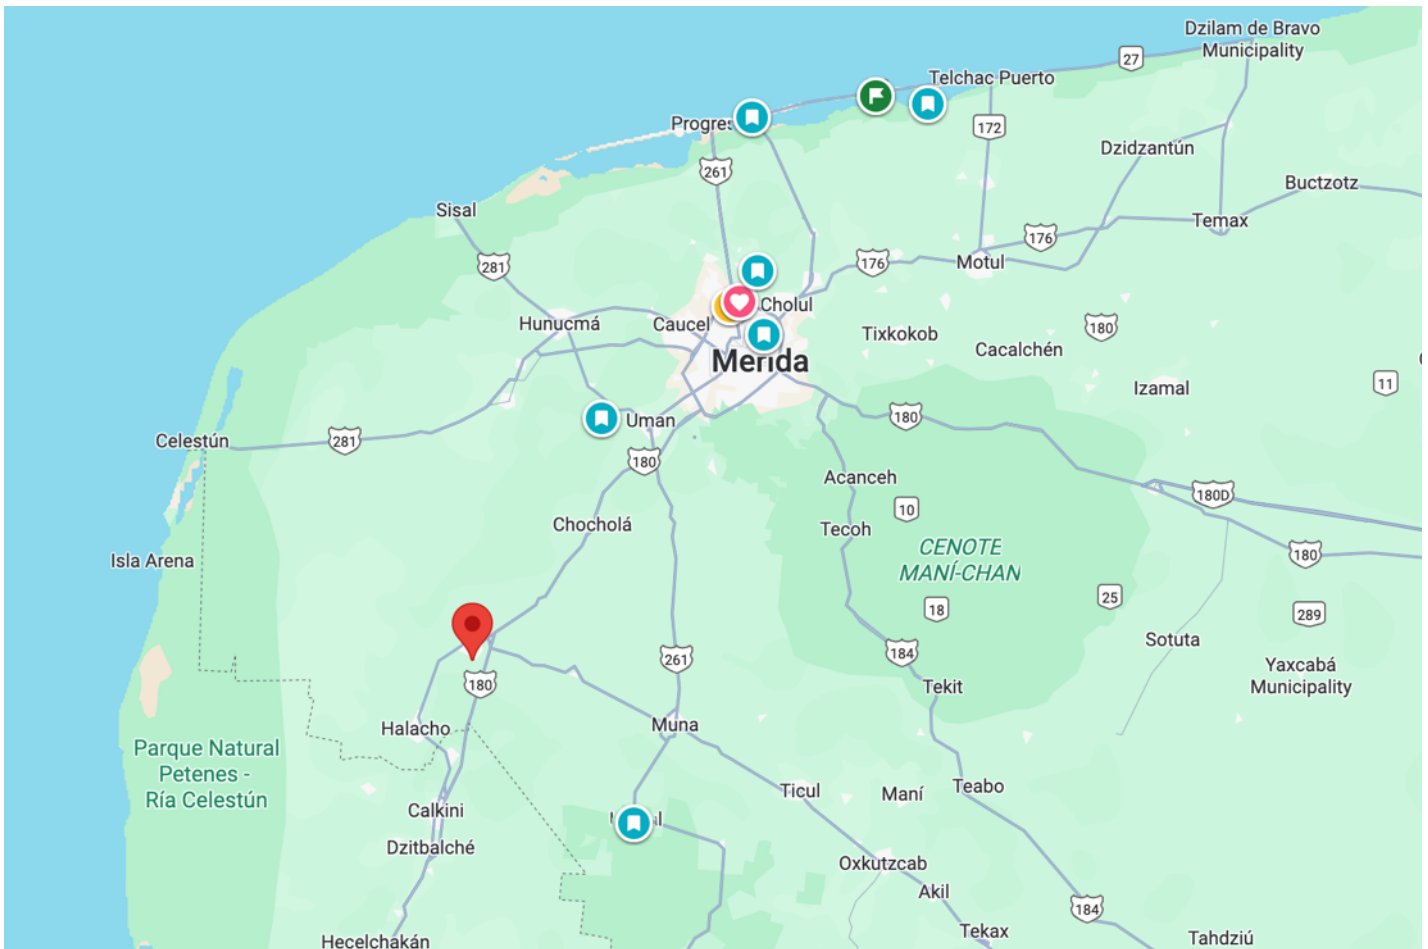 Dzilam de Bravo
Municipality
27
Telchac Puerto
172
Progres
261
Dzidzantún
Buctzotz
Sisal
Temax
176
281
176
Motul
Cholul
Hunucmá
Caucel
180
Tixkokob
Cacalchén
Merida
11
Izamal
180
Uman
Celestún
281
180
Acanceh
180D
10
Chocholá
Tecoh
CENOTE
MANÍ-CHAN
180
Isla Arena
25
18
289
Sotuta
184
261
Yaxcabá
Municipality
180
Tekit
Halacho
Muna
Parque Natural
Petenes -
Ría Celestún
Ticul
Maní
Teabo
Calkini
Dzitbalché
Oxkutzcab
Akil
184
Tekax
Tahdziú
Hecelchakán